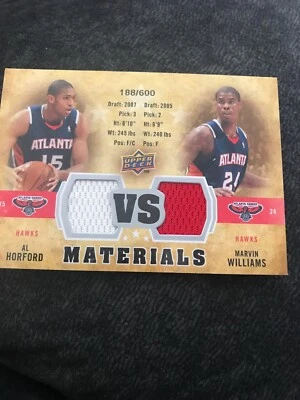 188/600
Draft: 2007 Draft: 2005
Pick: 3 Pick: 2
Ht: 6'10" Ht: 6'9"
Wt: 245 lbs Wt: 240 lbs
Pos: F/C Pos: F
UPPER DECK
ATLANTA
15
ATLANTA
24
15
24
VS
HAWKS
AL
HORFORD
HAWKS
MARVIN
WILLIAMS
MATERIALS